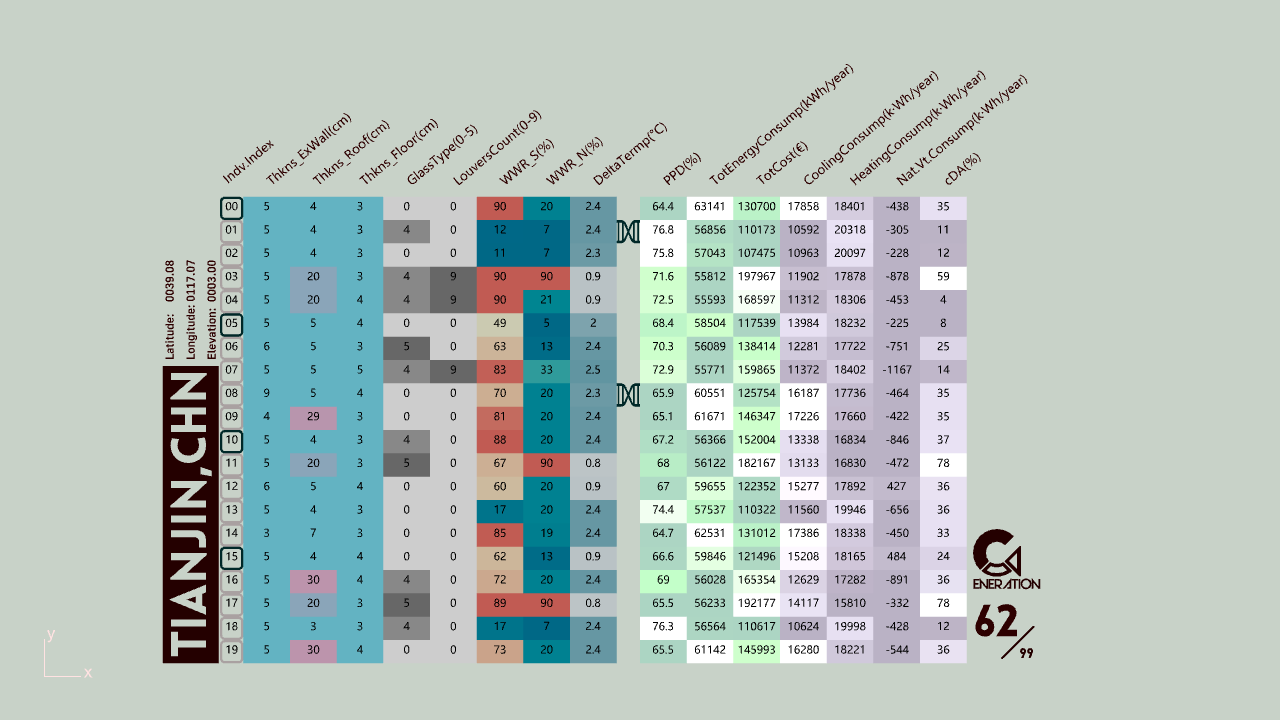 Indv.Index Thkns_ExWall(cm) Thkns_Roof(cm) Thkns_Floor(cm) GlassType(0-5) LouversCount(0-9) WWR_S(%) WWR_N(%) DeltaTermp(°C) PPD(%) TotEnergyConsump(kWh/year) TotCost(€) CoolingConsump(k·Wh/year) HeatingConsump(k·Wh/year) Nat.Vt.Consump(k·Wh/year) cDA(%)
00 5 4 3 0 0 90 20 2.4 64.4 63141 130700 17858 18401 -438 35
01 5 4 3 4 0 12 7 2.4 76.8 56856 110173 10592 20318 -305 11
02 5 4 3 0 0 11 7 2.3 75.8 57043 107475 10963 20097 -228 12
03 5 20 3 4 9 90 90 0.9 71.6 55812 197967 11902 17878 -878 59
04 5 20 4 4 9 90 21 0.9 72.5 55593 168597 11312 18306 -453 4
05 5 5 4 0 0 49 5 2 68.4 58504 117539 13984 18232 -225 8
06 6 5 3 5 0 63 13 2.4 70.3 56089 138414 12281 17722 -751 25
07 5 5 5 4 9 83 33 2.5 72.9 55771 159865 11372 18402 -1167 14
08 9 5 4 0 0 70 20 2.3 65.9 60551 125754 16187 17736 -464 35
09 4 29 3 0 0 81 20 2.4 65.1 61671 146347 17226 17660 -422 35
10 5 4 3 4 0 88 20 2.4 67.2 56366 152004 13338 16834 -846 37
11 5 20 3 5 0 67 90 0.8 68 56122 182167 13133 16830 -472 78
12 6 5 4 0 0 60 20 0.9 67 59655 122352 15277 17892 427 36
13 5 4 3 0 0 17 20 2.4 74.4 57537 110322 11560 19946 -656 36
14 3 7 3 0 0 85 19 2.4 64.7 62531 131012 17386 18338 -450 33
15 5 4 4 0 0 62 13 0.9 66.6 59846 121496 15208 18165 484 24
16 5 30 4 4 0 72 20 2.4 69 56028 165354 12629 17282 -891 36
17 5 20 3 5 0 89 90 0.8 65.5 56233 192177 14117 15810 -332 78
18 5 3 3 4 0 17 7 2.4 76.3 56564 110617 10624 19998 -428 12
19 5 30 4 0 0 73 20 2.4 65.5 61142 145993 16280 18221 -544 36
Latitude: 0039.08
Longitude: 0117.07
Elevation: 0003.00
TIANJIN,CHN
ENERATION
62/99
y
x